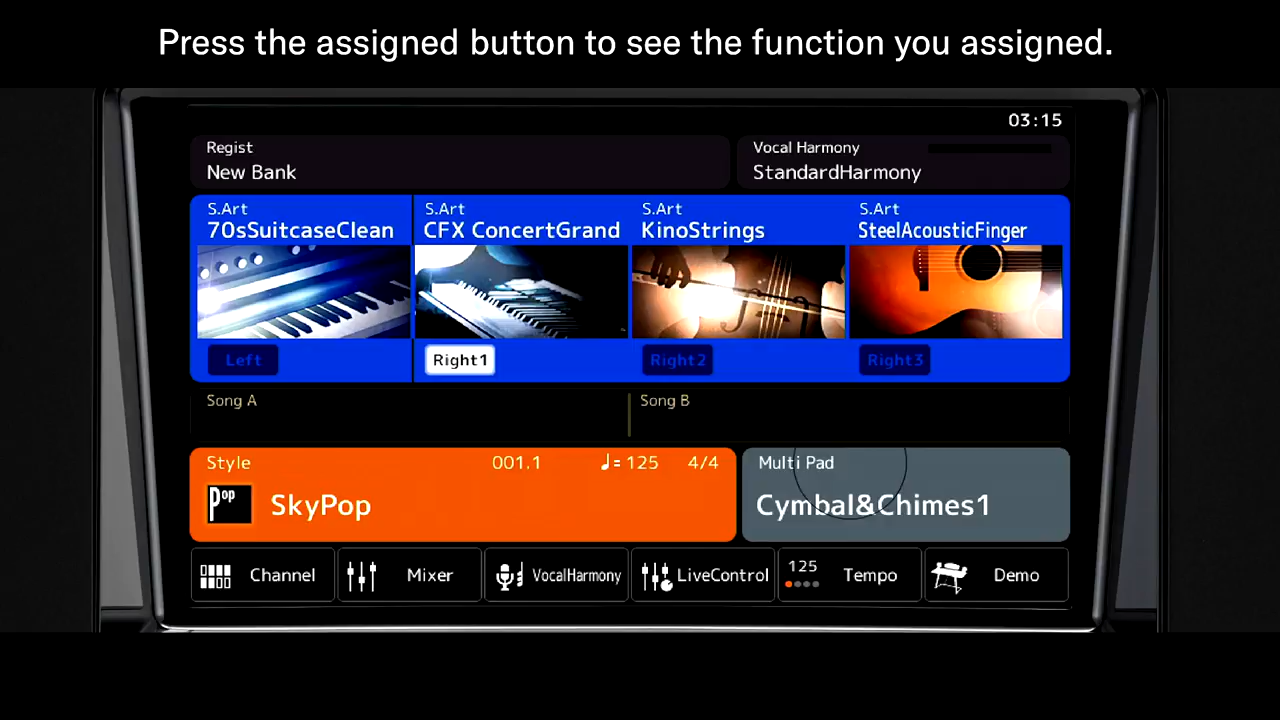 Press the assigned button to see the function you assigned.
03:15
Regist
New Bank
Vocal Harmony
StandardHarmony
S.Art
70sSuitcaseClean
S.Art
CFX ConcertGrand
S.Art
KinoStrings
S.Art
SteelAcousticFinger
Left
Right1
Right2
Right3
Song A
Song B
Style 001.1 ♩= 125 4/4
Pop
SkyPop
Multi Pad
Cymbal&Chimes1
Channel
Mixer
VocalHarmony
LiveControl
125
Tempo
Demo